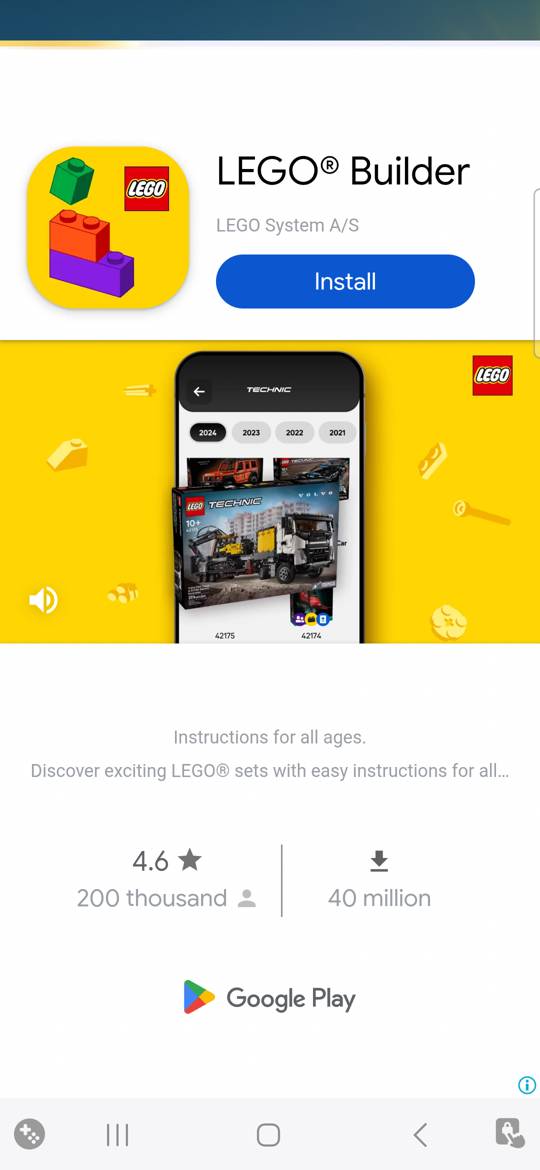 LEGO
LEGO® Builder
LEGO System A/S
Install
LEGO
TECHNIC
2024
2023
2022
2021
LEGO TECHNIC
VOLVO
10+
Car
42175
42174
Instructions for all ages.
Discover exciting LEGO® sets with easy instructions for all…
4.6
200 thousand
40 million
Google Play